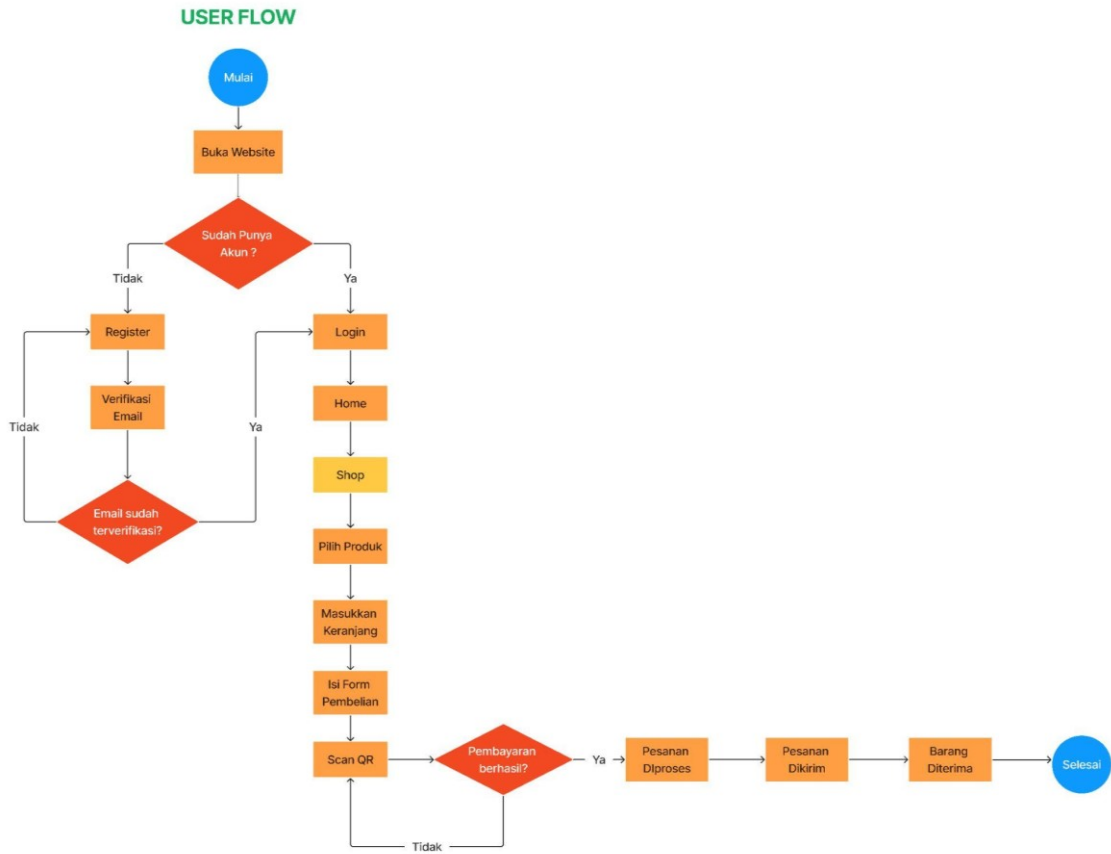 USER FLOW
Mulai
Buka Website
Sudah Punya
Akun ?
Tidak
Ya
Register
Login
Verifikasi
Email
Home
Tidak
Ya
Shop
Email sudah
terverifikasi?
Pilih Produk
Masukkan
Keranjang
Isi Form
Pembelian
Scan QR
Pembayaran
berhasil?
Ya
Pesanan
DIproses
Pesanan
Dikirim
Barang
Diterima
Selesai
Tidak